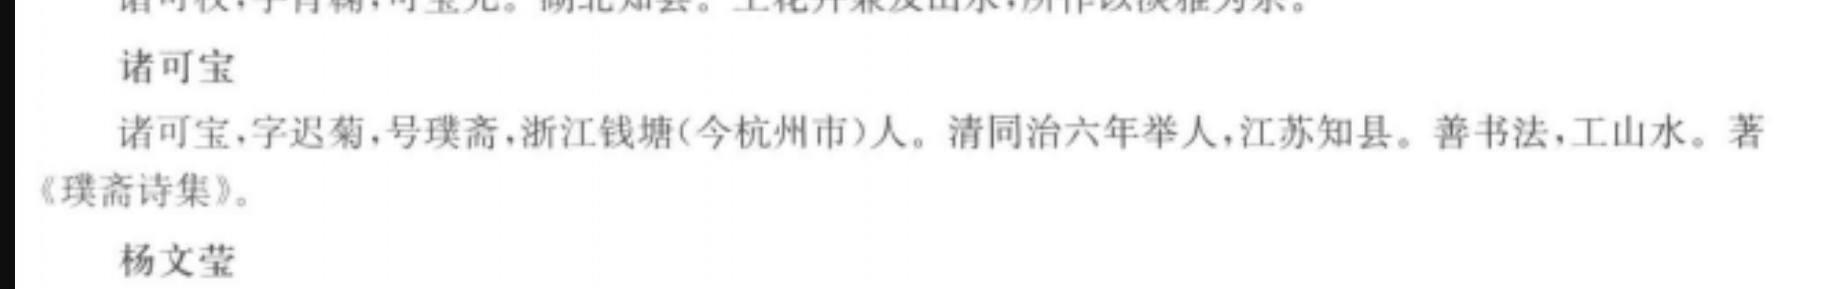 诸可宝
诸可宝,字迟菊,号璞斋,浙江钱塘(今杭州市)人。清同治六年举人,江苏知县。善书法,工山水。著
《璞斋诗集》。
杨文莹